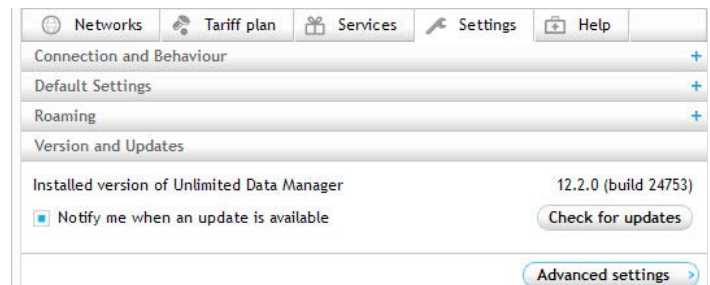 Networks Tariff plan Services Settings Help
Connection and Behaviour +
Default Settings +
Roaming +
Version and Updates
Installed version of Unlimited Data Manager 12.2.0 (build 24753)
Notify me when an update is available Check for updates
Advanced settings